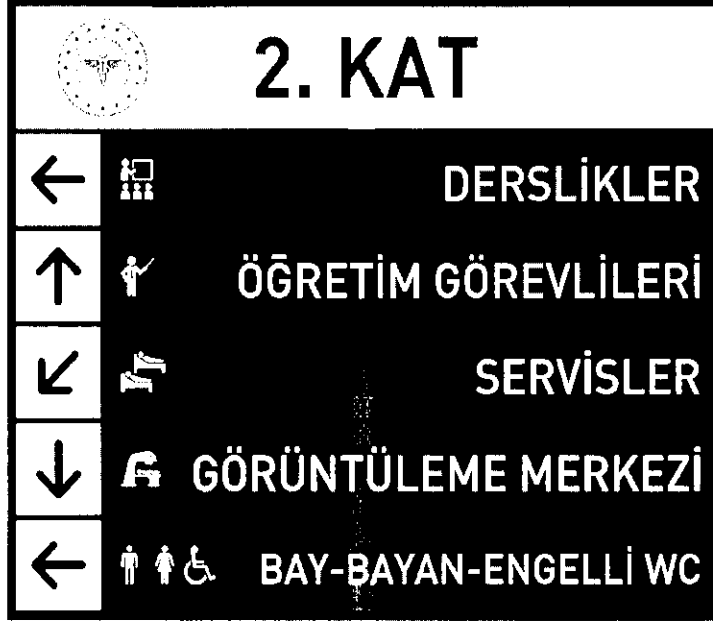 2. KAT
DERSLİKLER
ÖĞRETİM GÖREVLİLERİ
SERVİSLER
GÖRÜNTÜLEME MERKEZİ
BAY-BAYAN-ENGELLİ WC